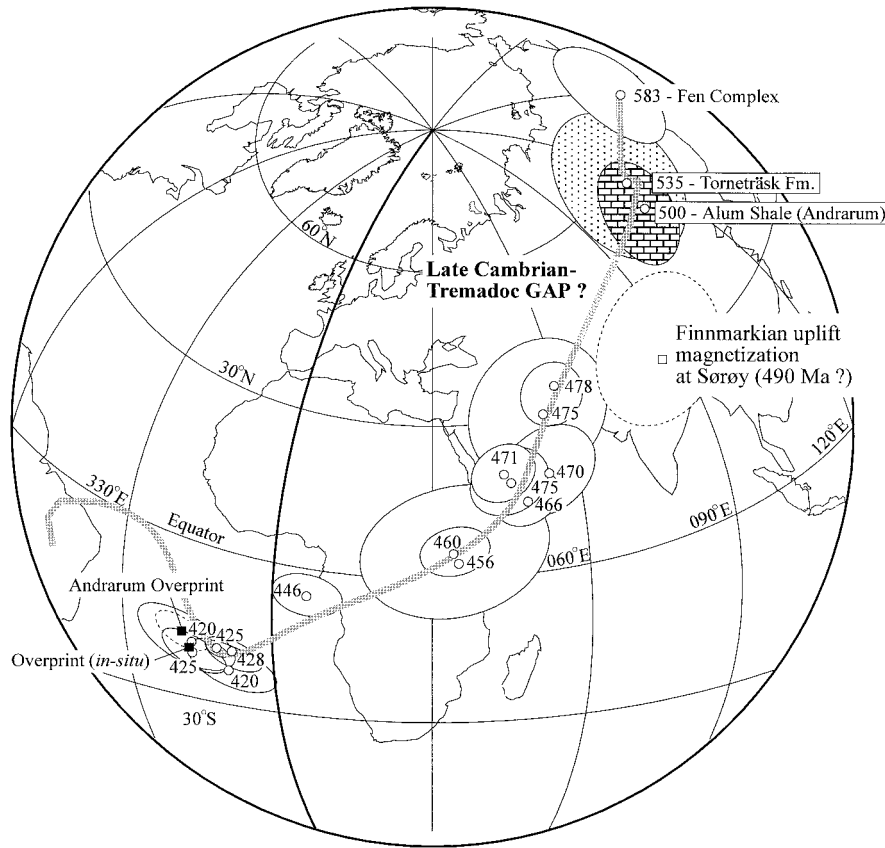 583 - Fen Complex
535 - Torneträsk Fm.
500 - Alum Shale (Andrarum)
60°N
Late Cambrian-
Tremadoc GAP ?
Finnmarkian uplift
magnetization
at Sørøy (490 Ma ?)
30°N
478
475
120°E
471
470
475
466
330°E
Equator
090°E
460
456
060°E
Andrarum Overprint
446
420
425
Overprint (in-situ)
428
425
420
30°S